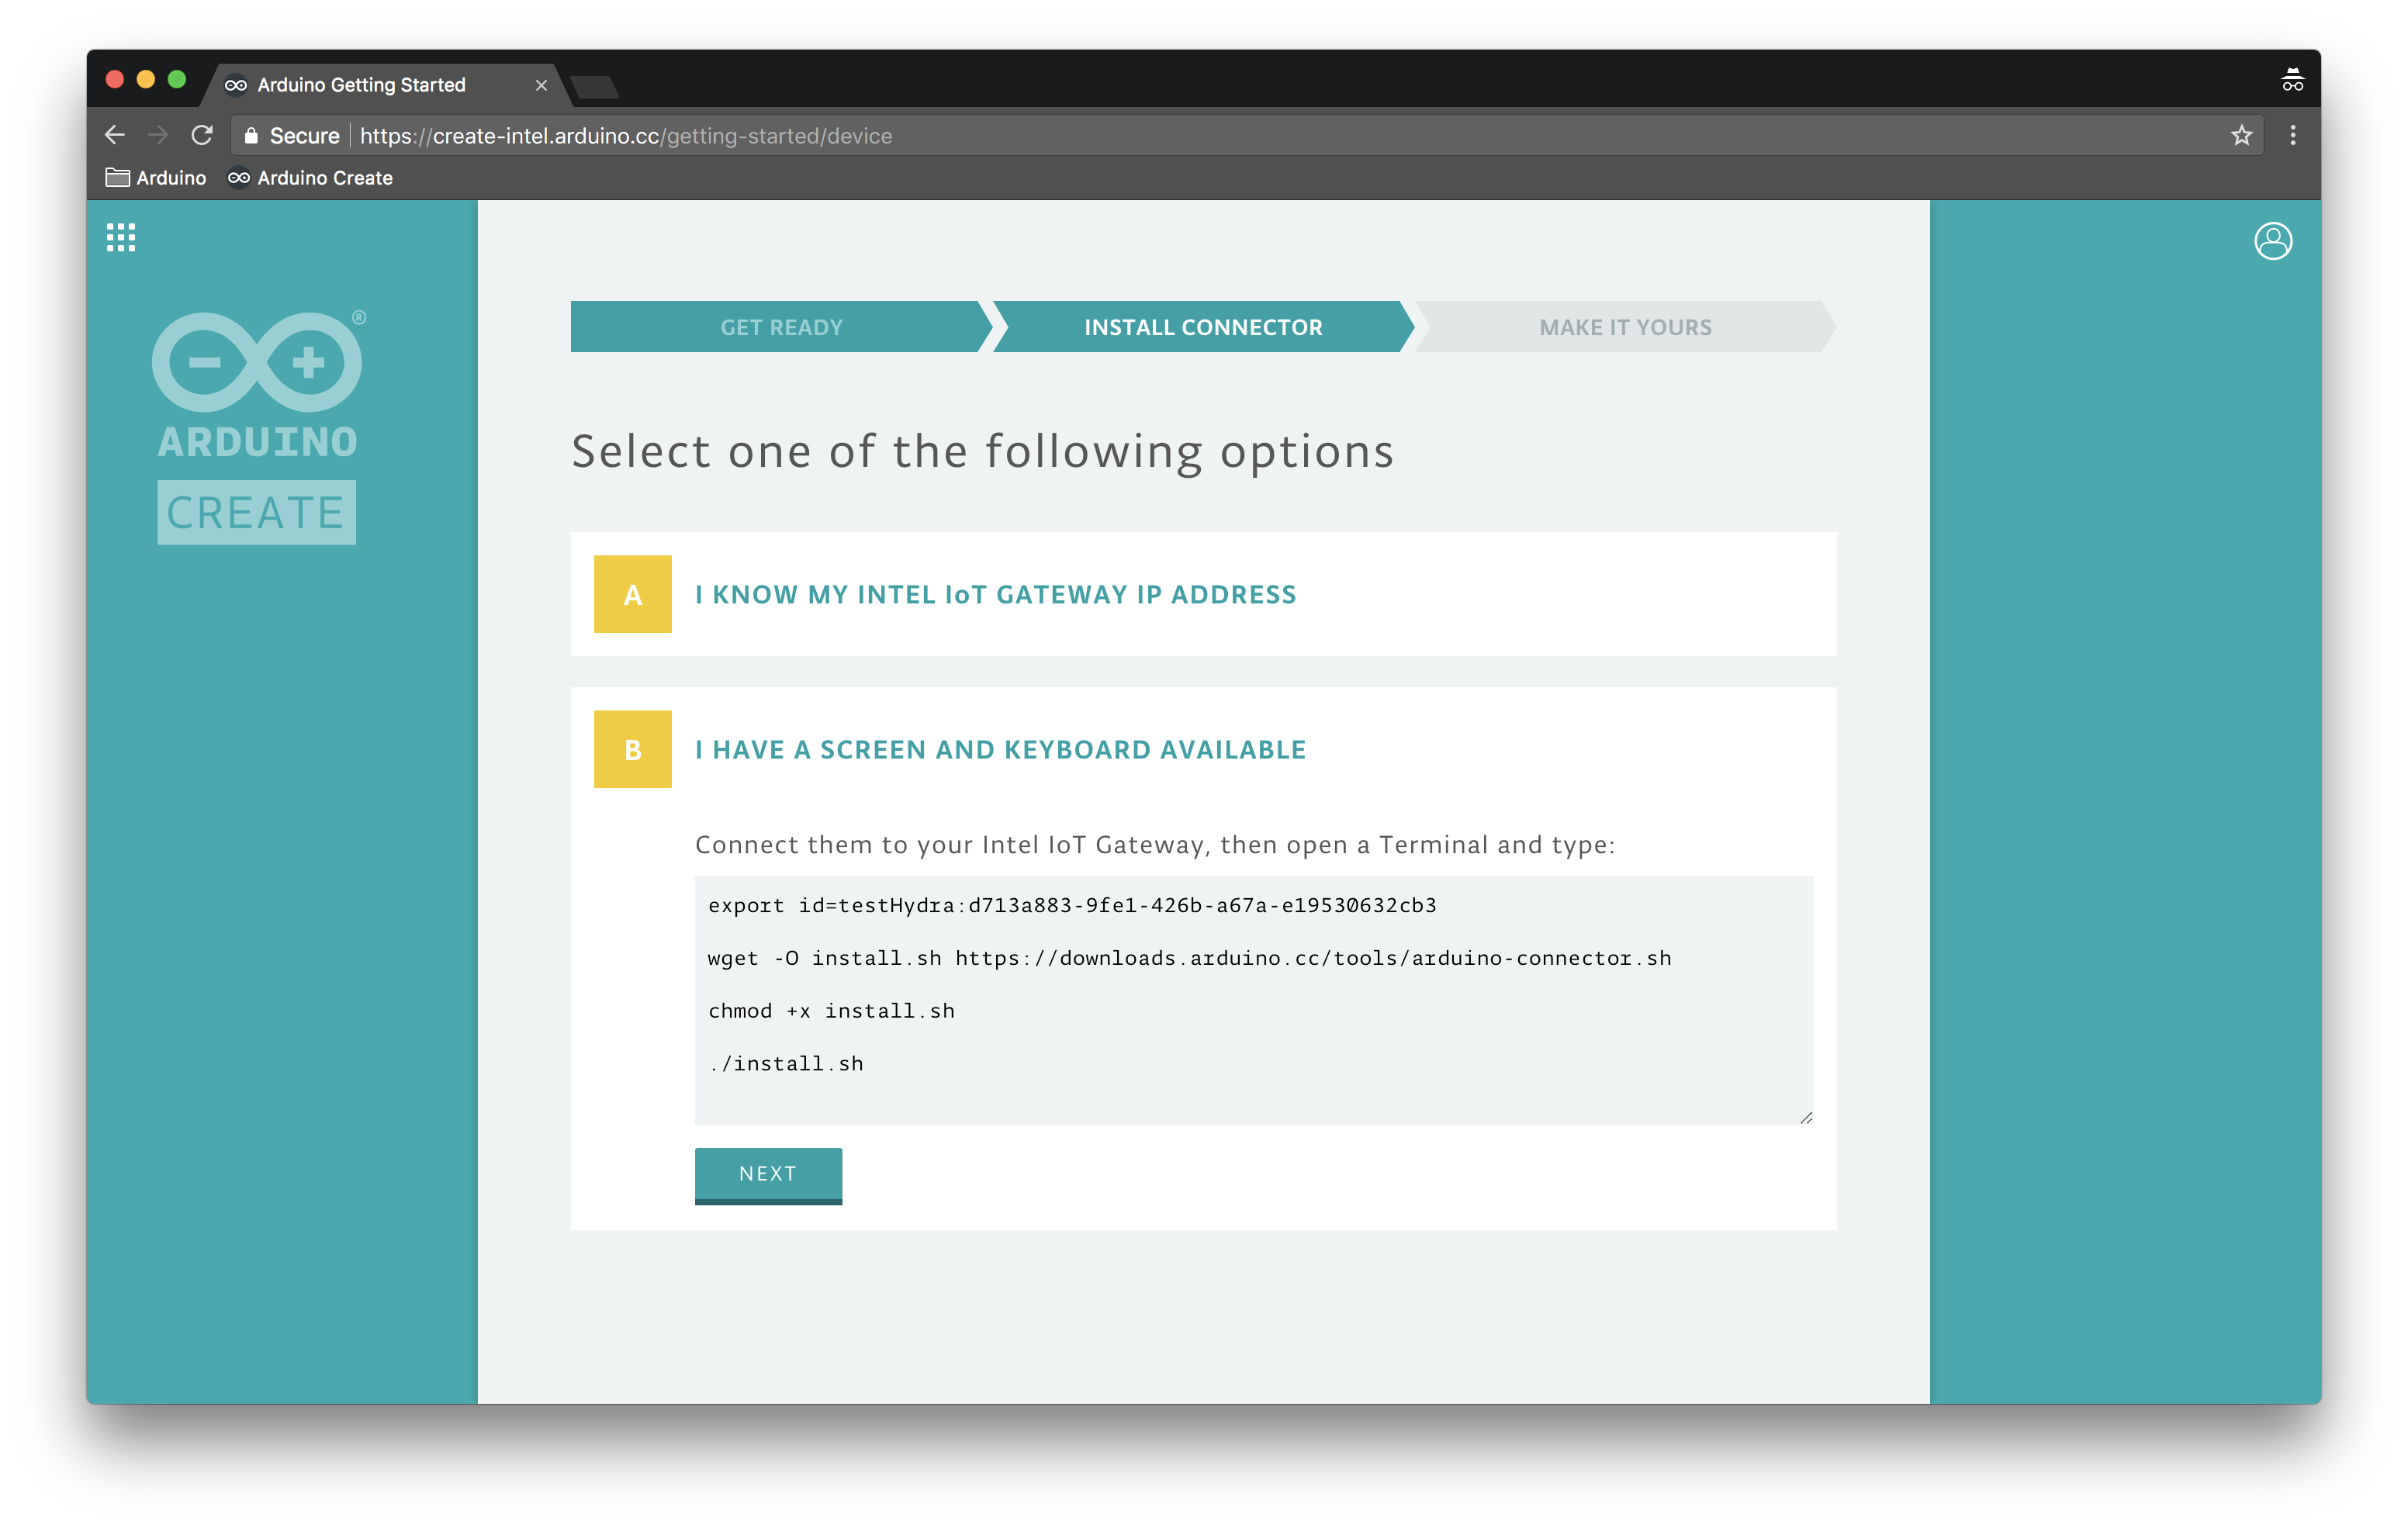 Arduino Getting Started
Secure https://create-intel.arduino.cc/getting-started/device
Arduino Arduino Create
®
ARDUINO
CREATE
GET READY INSTALL CONNECTOR MAKE IT YOURS
Select one of the following options
A I KNOW MY INTEL IoT GATEWAY IP ADDRESS
B I HAVE A SCREEN AND KEYBOARD AVAILABLE
Connect them to your Intel IoT Gateway, then open a Terminal and type:
export id=testHydra:d713a883-9fe1-426b-a67a-e19530632cb3
wget -O install.sh https://downloads.arduino.cc/tools/arduino-connector.sh
chmod +x install.sh
./install.sh
NEXT